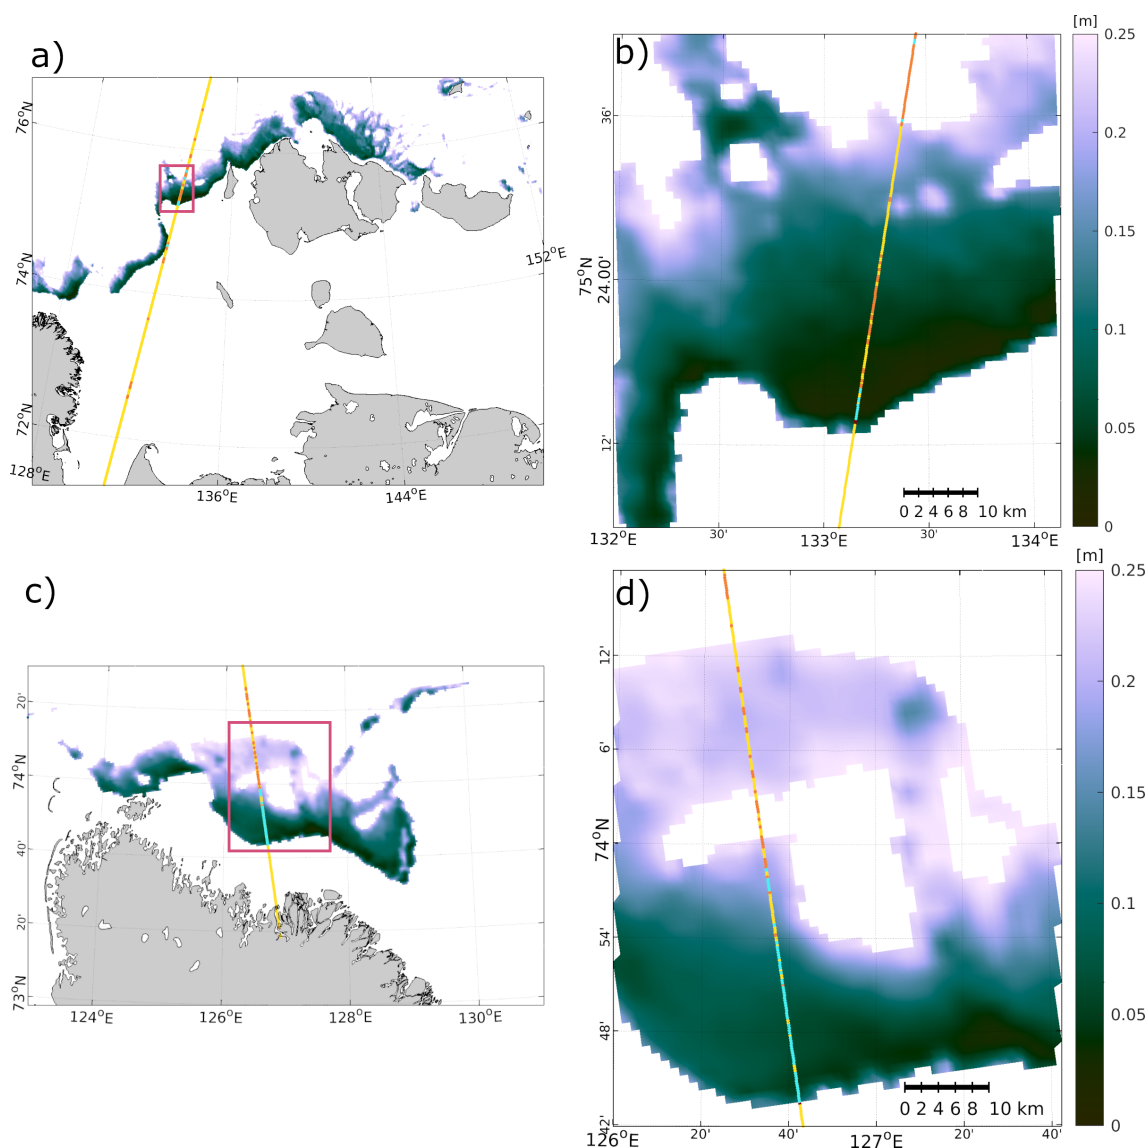 a)
76°N
74°N
72°N
128°E
136°E
144°E
152°E
b)
[m]
0.25
0.2
0.15
0.1
0.05
0
36'
75°N
24.00'
12'
132°E
30'
133°E
30'
134°E
0 2 4 6 8 10 km
c)
20'
74°N
40'
20'
73°N
124°E
126°E
128°E
130°E
d)
[m]
0.25
0.2
0.15
0.1
0.05
0
12'
6'
74°N
54'
48'
42'
126°E
20'
40'
127°E
20'
40'
0 2 4 6 8 10 km